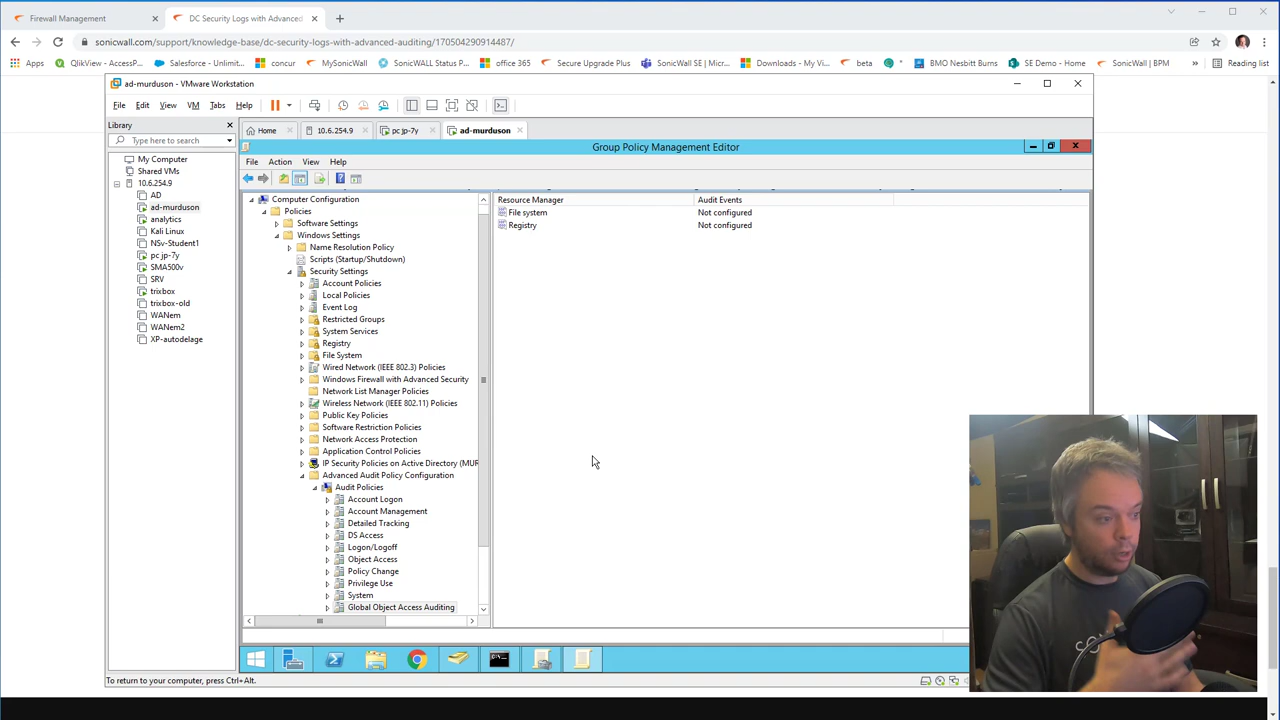 Firewall Management
DC Security Logs with Advanced
sonicwall.com/support/knowledge-base/dc-security-logs-with-advanced-auditing/170504290914487/
Apps
QlikView - AccessP...
Salesforce - Unlimit...
concur
MySonicWall
SonicWALL Status P...
office 365
Secure Upgrade Plus
SonicWall SE | Micr...
Downloads - My V...
beta
BMO Nesbitt Burns
SE Demo - Home
SonicWall | BPM
Reading list
ad-murduson - VMware Workstation
File Edit View VM Tabs Help
Library
Type here to search
My Computer
Shared VMs
10.6.254.9
AD
ad-murduson
analytics
Kali Linux
NSv-Student1
pc jp-7y
SMA500v
SRV
trixbox
trixbox-old
WANem
WANem2
XP-autodelage
Home
10.6.254.9
pc jp-7y
ad-murduson
Group Policy Management Editor
File Action View Help
Computer Configuration
Policies
Software Settings
Windows Settings
Name Resolution Policy
Scripts (Startup/Shutdown)
Security Settings
Account Policies
Local Policies
Event Log
Restricted Groups
System Services
Registry
File System
Wired Network (IEEE 802.3) Policies
Windows Firewall with Advanced Security
Network List Manager Policies
Wireless Network (IEEE 802.11) Policies
Public Key Policies
Software Restriction Policies
Network Access Protection
Application Control Policies
IP Security Policies on Active Directory (MUR
Advanced Audit Policy Configuration
Audit Policies
Account Logon
Account Management
Detailed Tracking
DS Access
Logon/Logoff
Object Access
Policy Change
Privilege Use
System
Global Object Access Auditing
Resource Manager Audit Events
File system Not configured
Registry Not configured
To return to your computer, press Ctrl+Alt.